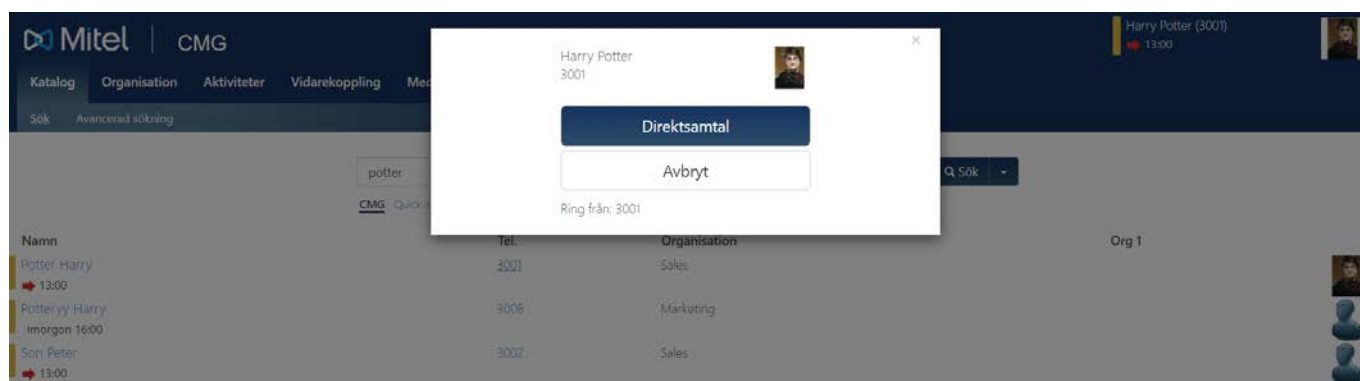 Mitel | CMG
Harry Potter (3001)
13:00
Katalog Organisation Aktiviteter Vidarekoppling Med
Sök Avancerad sökning
×
Harry Potter
3001
Direktsamtal
Avbryt
Ring från: 3001
potter
Sök
CMG Quick
Namn Tel. Organisation Org 1
Potter Harry 3001 Sales
13:00
Potteryy Harry 3008 Marketing
imorgon 16:00
Son Peter 3002 Sales
13:00